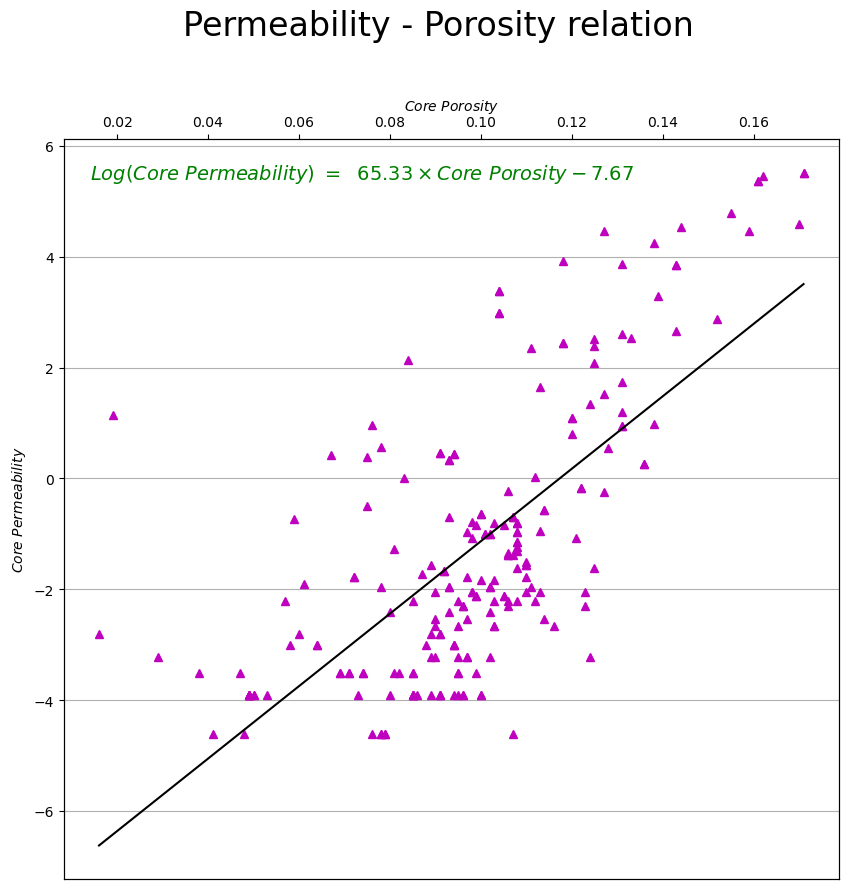 Permeability - Porosity relation
Core Porosity
0.02 0.04 0.06 0.08 0.10 0.12 0.14 0.16
Log(Core Permeability) = 65.33 × Core Porosity − 7.67
6
4
2
0
−2
−4
−6
Core Permeability